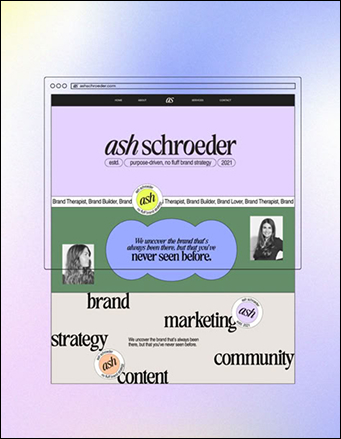 ashschroeder.com
HOME ABOUT as SERVICES CONTACT
ash schroeder
estd. purpose-driven, no fluff brand strategy 2021
Brand Therapist, Brand Builder, Bran
Brand Therapist, Brand Builder, Brand Lover, Brand Therapist, Brand
ash schroeder
ash
We uncover the brand that's
always been there, but that you've
never seen before.
brand
marketing
ash
strategy
We uncover the brand that's always been
there, but that you've never seen before.
ash
community
content